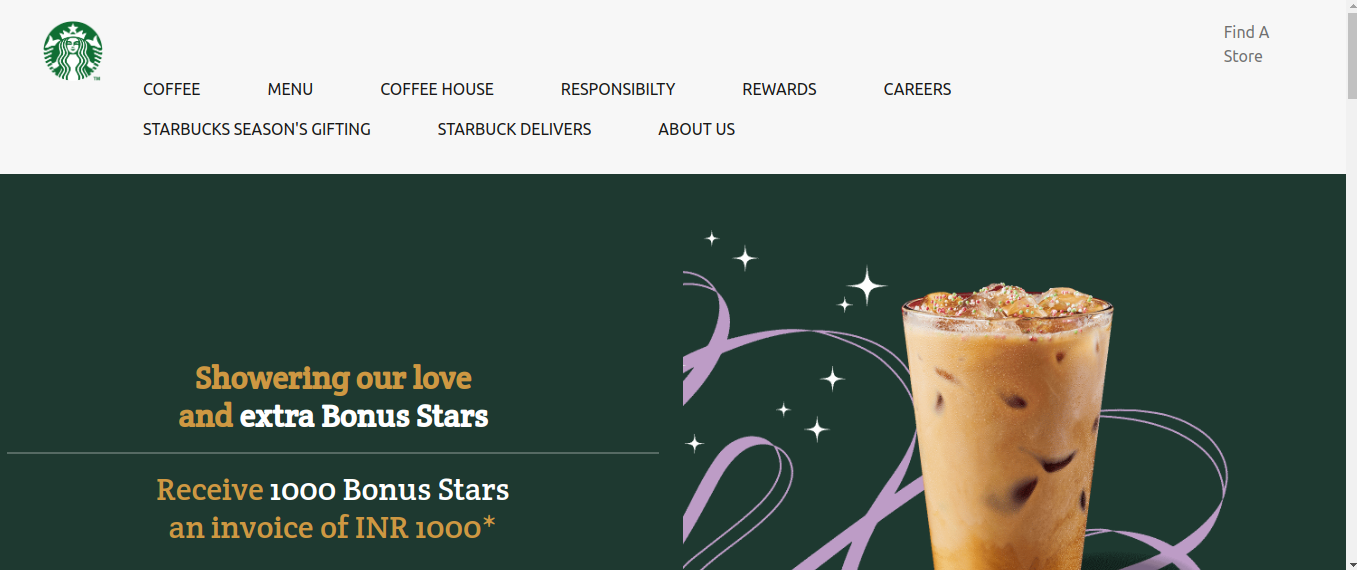 Find A
Store
COFFEE MENU COFFEE HOUSE RESPONSIBILTY REWARDS CAREERS
STARBUCKS SEASON'S GIFTING STARBUCK DELIVERS ABOUT US
Showering our love
and extra Bonus Stars
Receive 1000 Bonus Stars
an invoice of INR 1000*